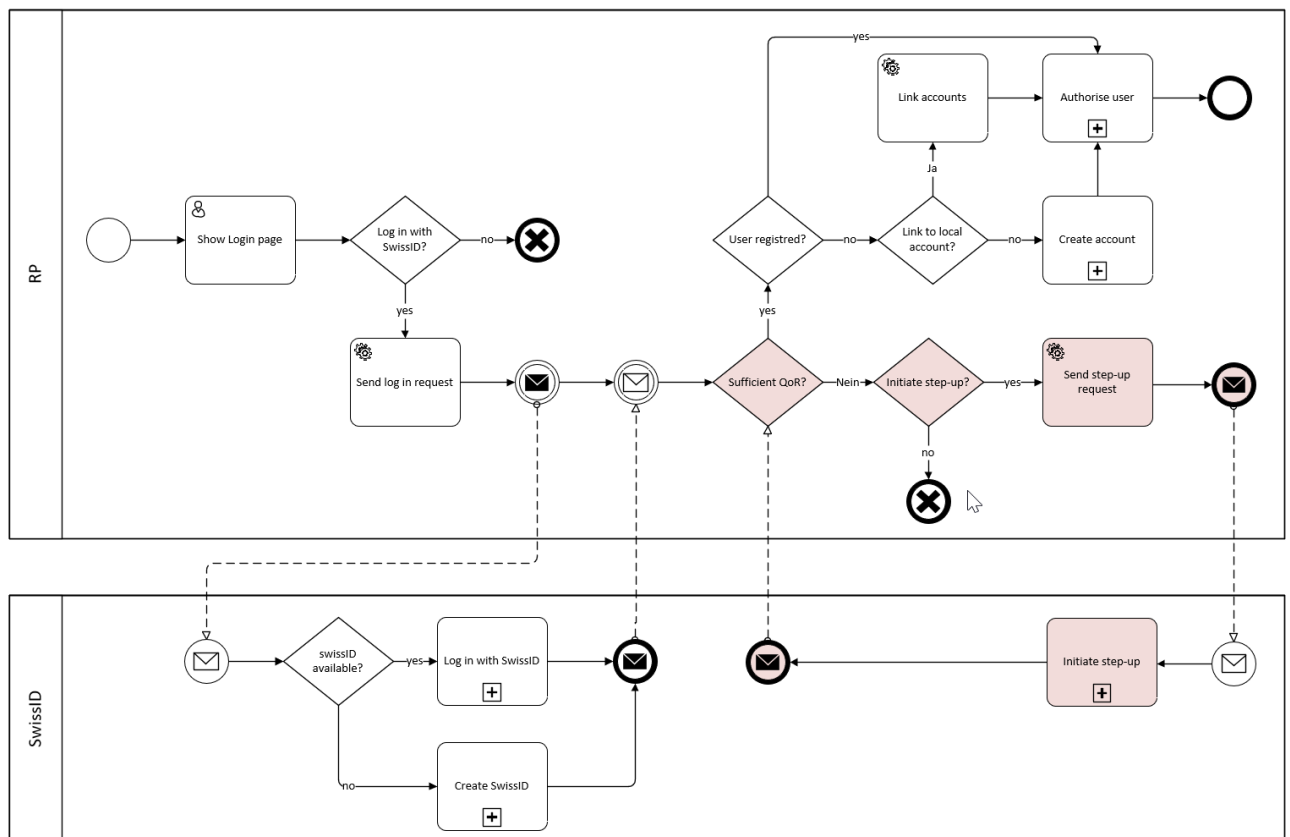 RP
yes
Link accounts
Authorise user
Ja
Show Login page
Log in with
SwissID?
no
User registred?
no
Link to local
account?
no
Create account
yes
yes
Send log in request
Sufficient QoR?
Nein
Initiate step-up?
yes
Send step-up
request
no
SwissID
swissID
available?
yes
Log in with SwissID
Initiate step-up
no
Create SwissID